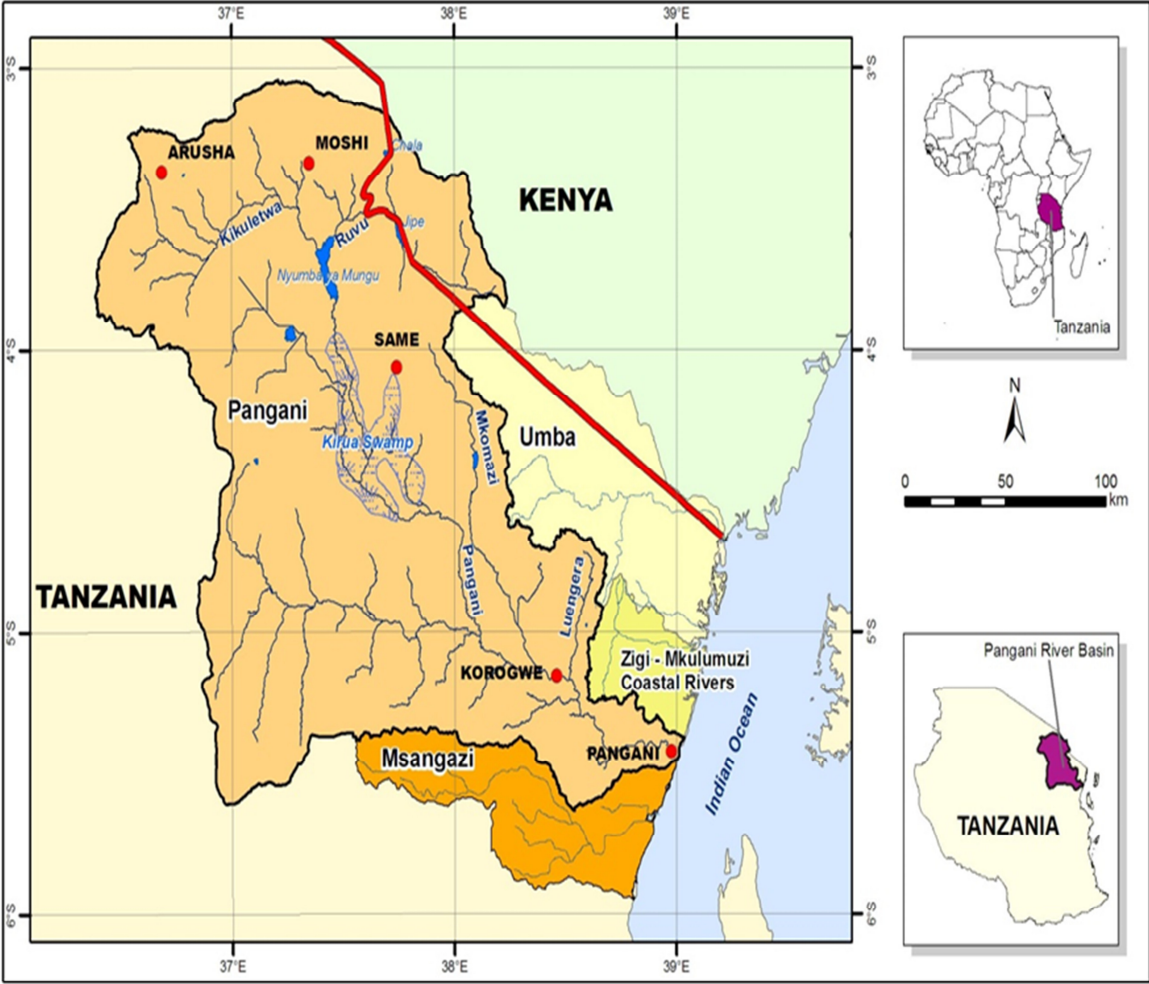 37°E
38°E
39°E
3°S
3°S
MOSHI
ARUSHA
Chala
KENYA
Kikuletwa
Ruvu
Jipe
Nyumba ya Mungu
Tanzania
SAME
4°S
4°S
N
Pangani
Kirua Swamp
Mkomazi
Umba
0
50
100
km
Pangani
Luengera
TANZANIA
5°S
5°S
Zigi - Mkulumuzi
Coastal Rivers
Pangani River Basin
KOROGWE
Indian Ocean
PANGANI
Msangazi
TANZANIA
6°S
6°S
37°E
38°E
39°E